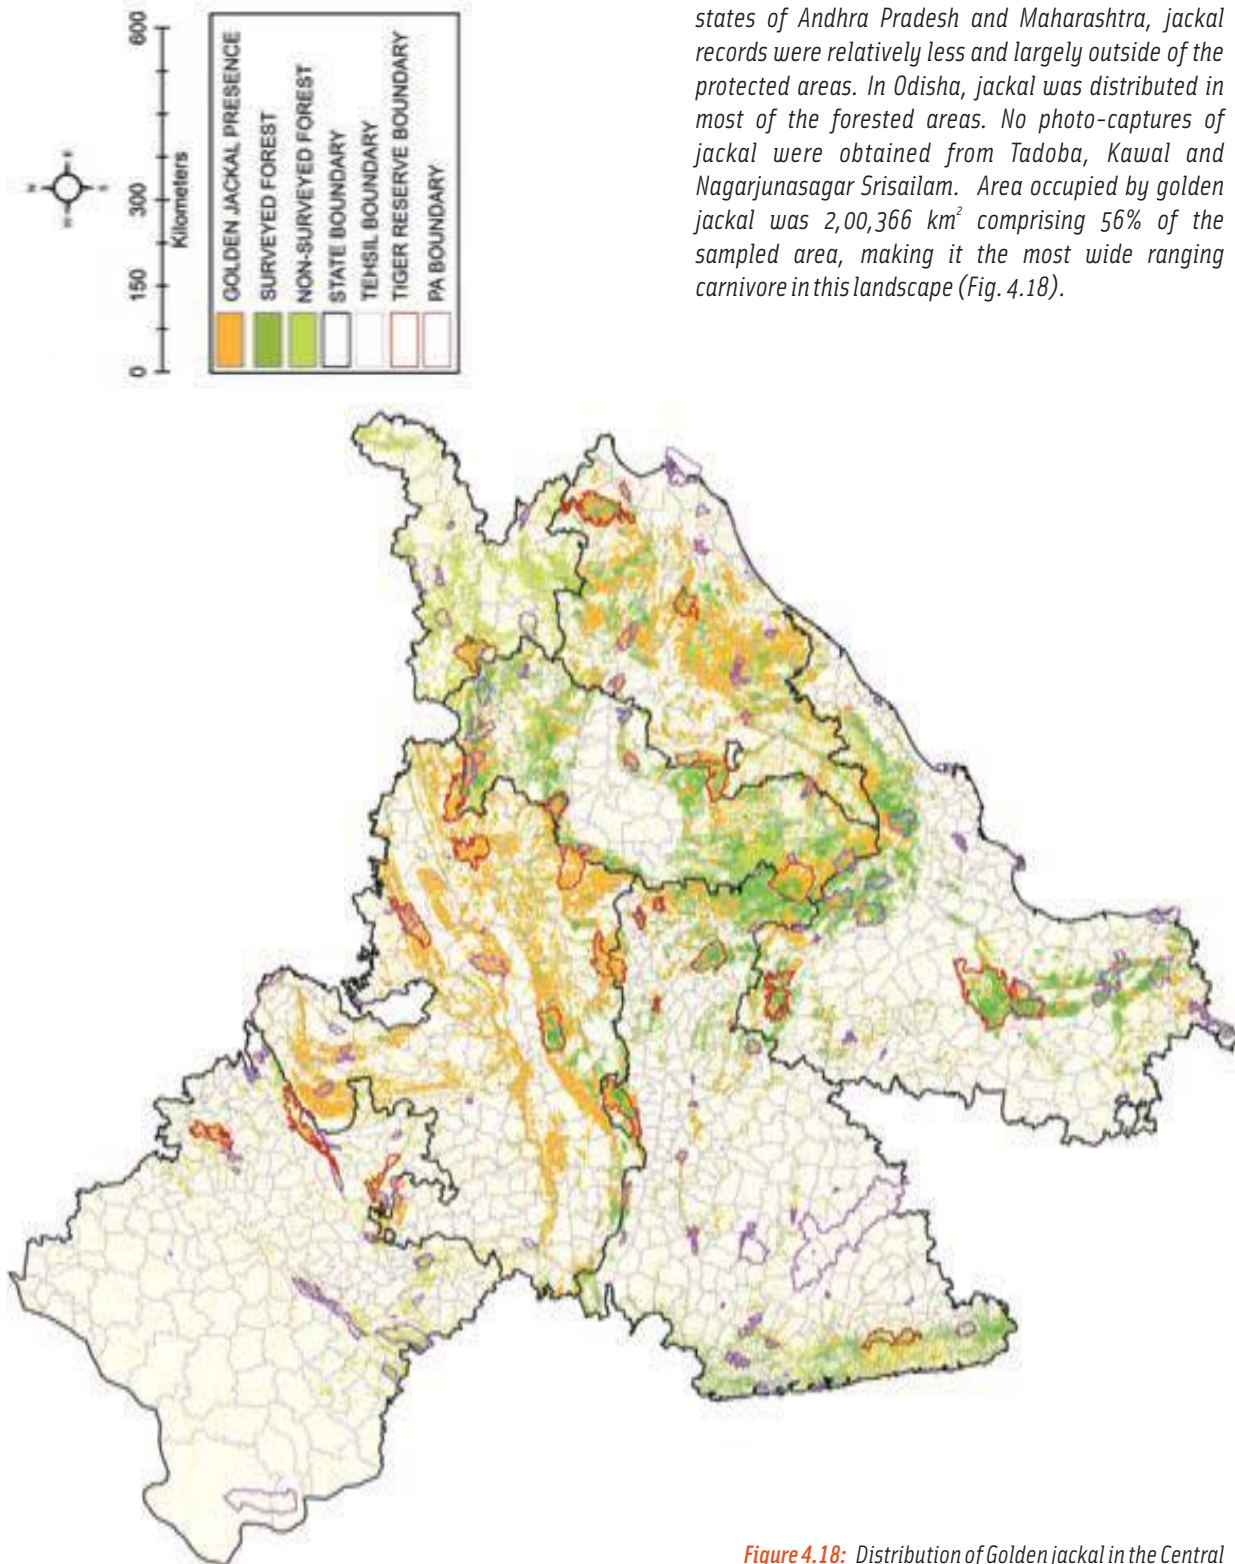 states of Andhra Pradesh and Maharashtra, jackal
records were relatively less and largely outside of the
protected areas. In Odisha, jackal was distributed in
most of the forested areas. No photo-captures of
jackal were obtained from Tadoba, Kawal and
Nagarjunasagar Srisailam. Area occupied by golden
jackal was 2,00,366 km² comprising 56% of the
sampled area, making it the most wide ranging
carnivore in this landscape (Fig. 4.18).
N
E
S
W
0 150 300 600
Kilometers
GOLDEN JACKAL PRESENCE
SURVEYED FOREST
NON-SURVEYED FOREST
STATE BOUNDARY
TEHSIL BOUNDARY
TIGER RESERVE BOUNDARY
PA BOUNDARY
Figure 4.18: Distribution of Golden jackal in the Central